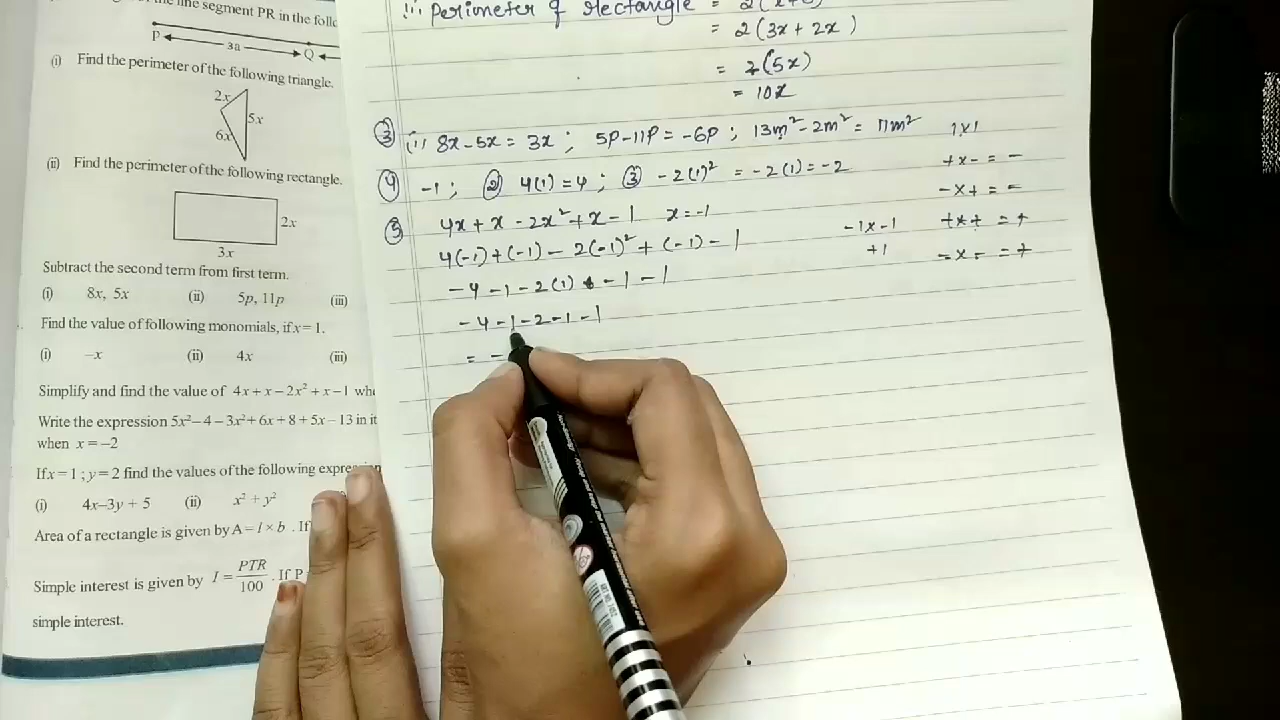 line segment PR in the follo
P
3a
Q
(i) Find the perimeter of the following triangle.
2x
5x
6x
(ii) Find the perimeter of the following rectangle.
2x
3x
Subtract the second term from first term.
(i) 8x, 5x (ii) 5p, 11p (iii)
Find the value of following monomials, if x = 1.
(i) –x (ii) 4x (iii)
Simplify and find the value of 4x + x – 2x² + x – 1 whe
Write the expression 5x² – 4 – 3x² + 6x + 8 + 5x – 13 in it
when x = –2
If x = 1 ; y = 2 find the values of the following expression
(i) 4x–3y + 5 (ii) x² + y²
Area of a rectangle is given by A = l × b . If
Simple interest is given by I = PTR/100 . If P
simple interest.
Perimeter of Rectangle =
= 2(3x + 2x)
= 2(5x)
= 10x
③ (i) 8x - 5x = 3x ; 5p - 11p = -6p ; 13m² - 2m² = 11m²
④ -1 ; ② 4(1) = 4 ; ③ -2(1)² = -2(1) = -2
⑤ 4x + x - 2x² + x - 1 x = -1
4(-1) + (-1) - 2(-1)² + (-1) - 1
-4 -1 -2(1) -1 -1
-4 -1 -2 -1 -1
= -
1x1
+x- = -
-x+ = -
+x+ = +
-x- = +
-1x-1
+1